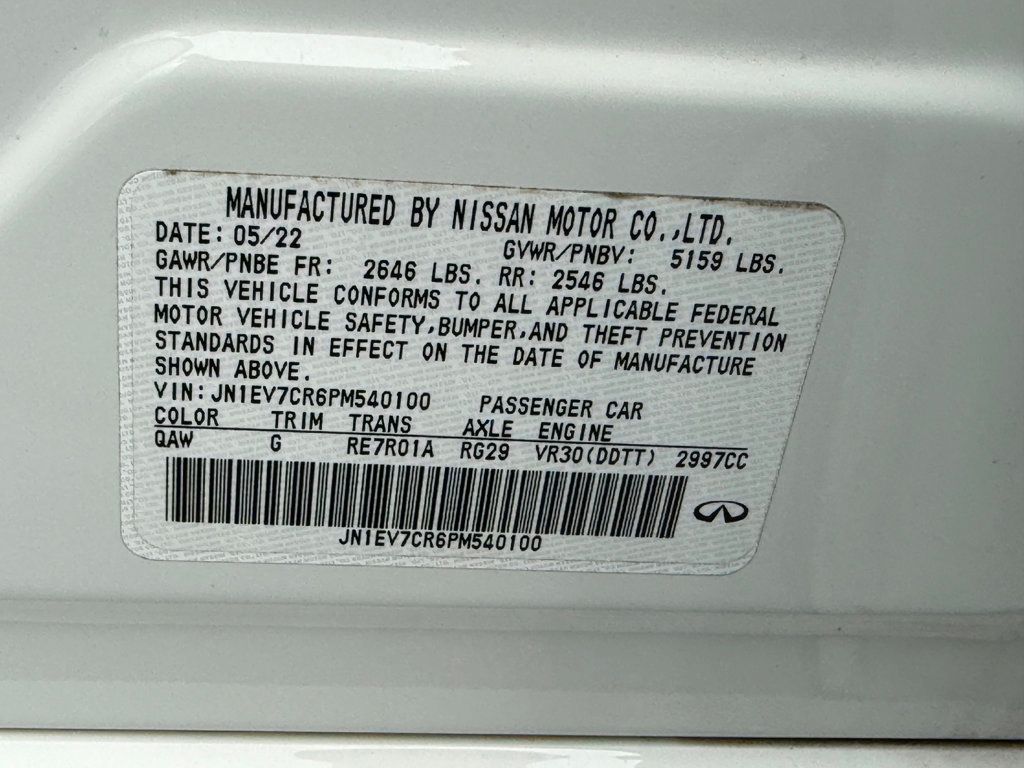 MANUFACTURED BY NISSAN MOTOR CO.,LTD.
DATE: 05/22 GVWR/PNBV: 5159 LBS.
GAWR/PNBE FR: 2646 LBS. RR: 2546 LBS.
THIS VEHICLE CONFORMS TO ALL APPLICABLE FEDERAL
MOTOR VEHICLE SAFETY,BUMPER,AND THEFT PREVENTION
STANDARDS IN EFFECT ON THE DATE OF MANUFACTURE
SHOWN ABOVE.
VIN:JN1EV7CR6PM540100 PASSENGER CAR
COLOR TRIM TRANS AXLE ENGINE
QAW G RE7R01A RG29 VR30(DDTT) 2997CC
JN1EV7CR6PM540100